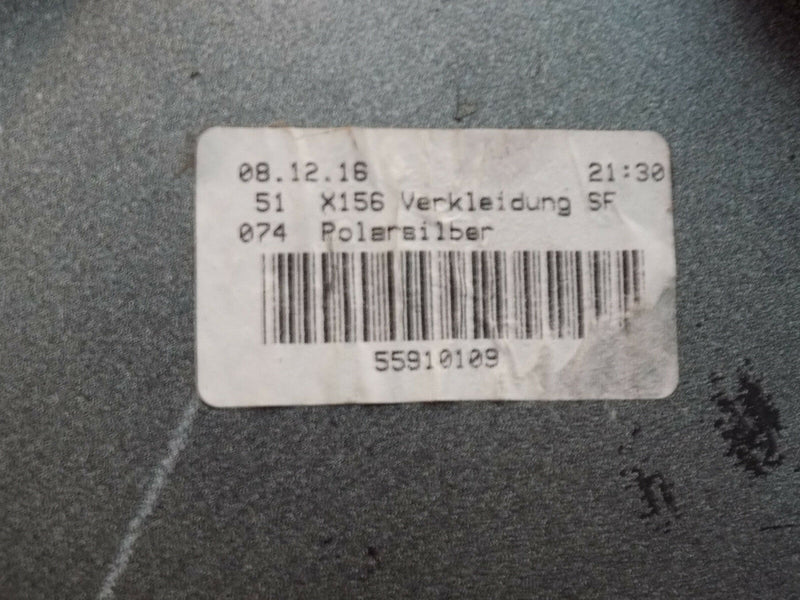 08.12.16 21:30
51 X156 Verkleidung SF
074 Polarsilber
55910109